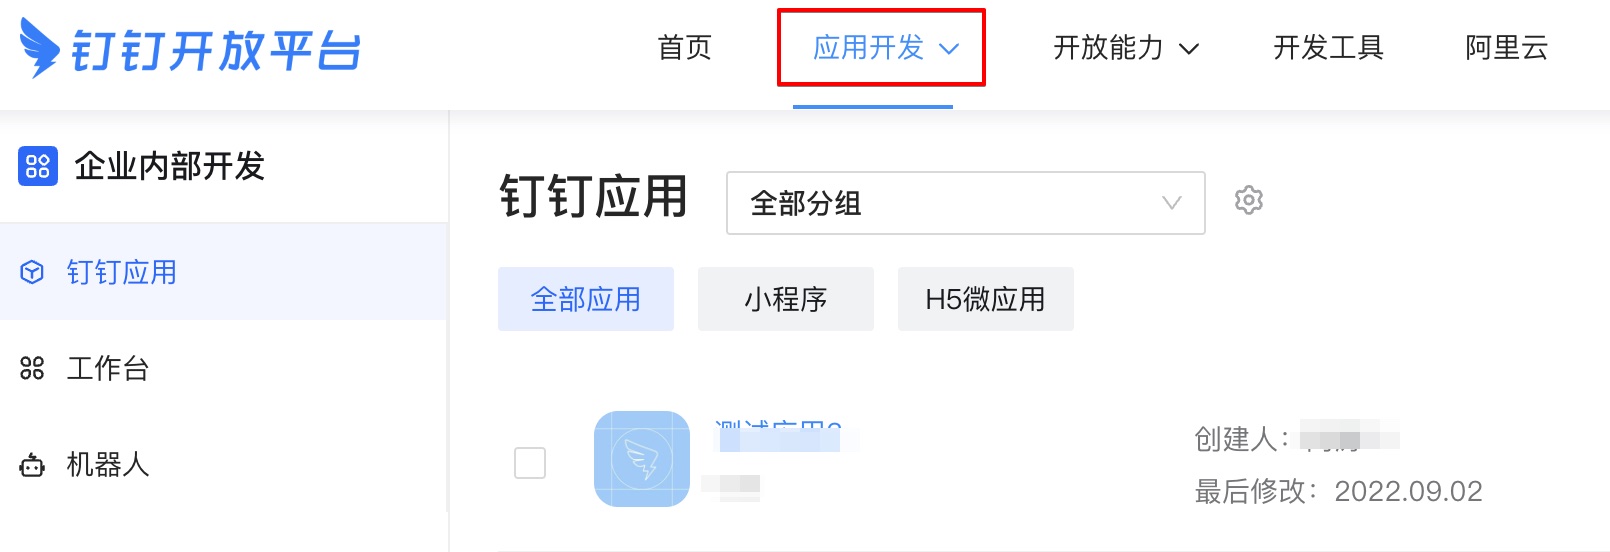 钉钉开放平台
首页 应用开发 开放能力 开发工具 阿里云
企业内部开发
钉钉应用
工作台
机器人
钉钉应用 全部分组
全部应用 小程序 H5微应用
创建人：
最后修改：2022.09.02